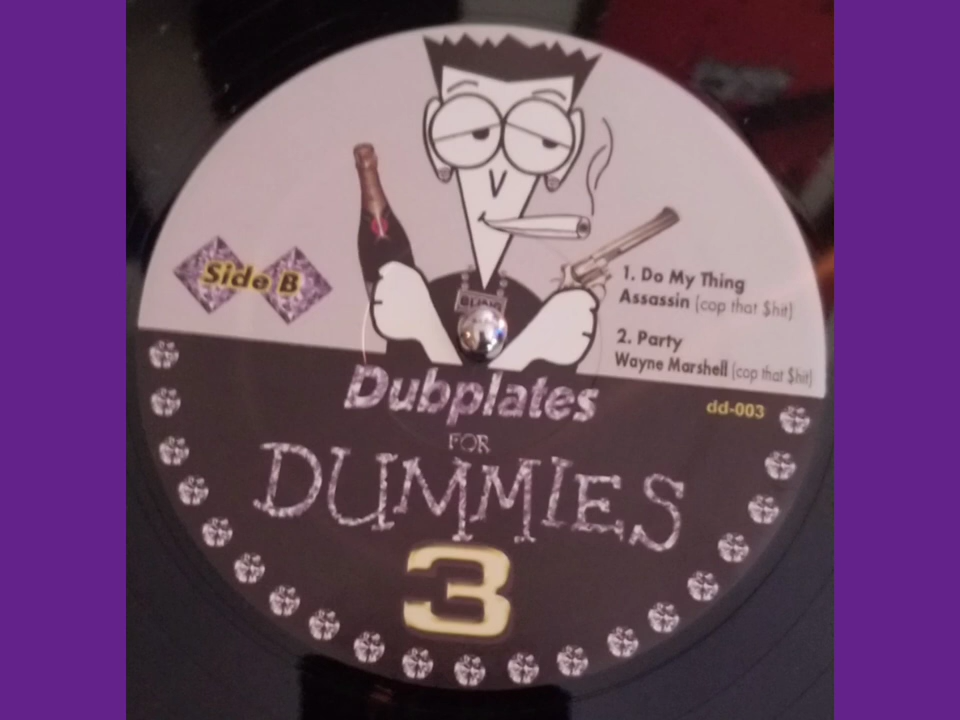 Side B
BLING
1. Do My Thing
Assassin (cop that $hit)
2. Party
Wayne Marshell (cop that $hit)
dd-003
Dubplates
FOR
DUMMIES
3